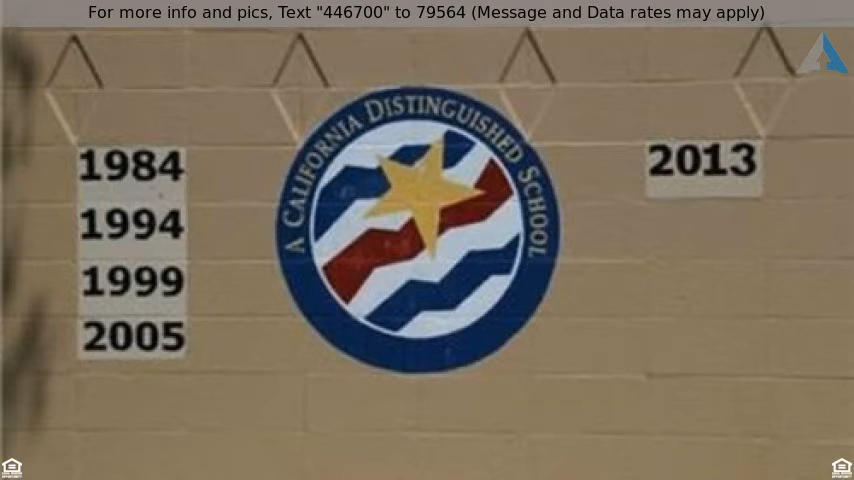 For more info and pics, Text "446700" to 79564 (Message and Data rates may apply)
A CALIFORNIA DISTINGUISHED SCHOOL
1984
1994
1999
2005
2013